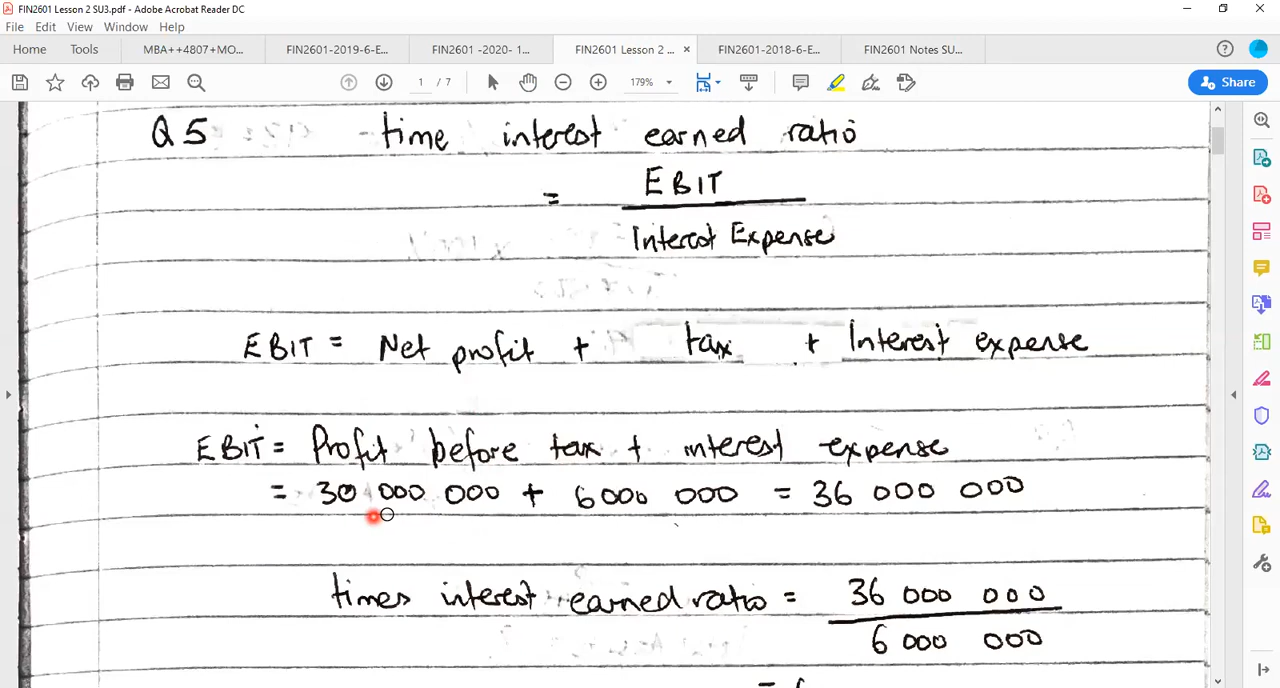 FIN2601 Lesson 2 SU3.pdf - Adobe Acrobat Reader DC
File Edit View Window Help
Home Tools MBA++4807+MO... FIN2601-2019-6-E... FIN2601 -2020- 1... FIN2601 Lesson 2 ... × FIN2601-2018-6-E... FIN2601 Notes SU...
1 / 7 179% Share
Q 5 time interest earned ratio
= EBIT
Interest Expense
EBIT = Net profit + tax + Interest expense
EBIT = Profit before tax + interest expense
= 30 000 000 + 6000 000 = 36 000 000
times interest earned ratio = 36 000 000
6 000 000